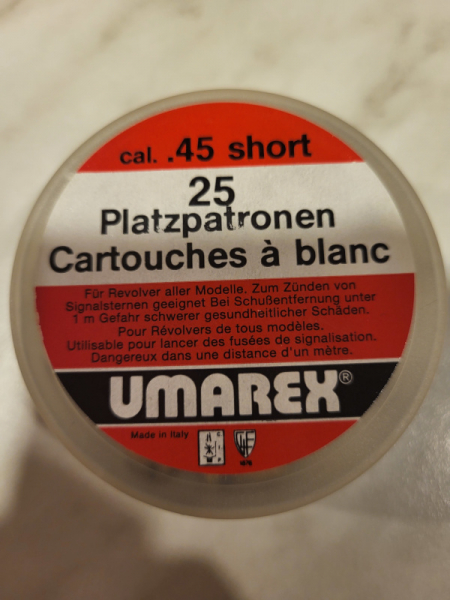 cal. .45 short
25
Platzpatronen
Cartouches à blanc
Für Revolver aller Modelle. Zum Zünden von
Signalsternen geeignet Bei Schußentfernung unter
1 m Gefahr schwerer gesundheitlicher Schäden.
Pour Révolvers de tous modèles.
Utilisable pour lancer des fusées de signalisation.
Dangereux dans une distance d'un mètre.
UMAREX®
Made in Italy